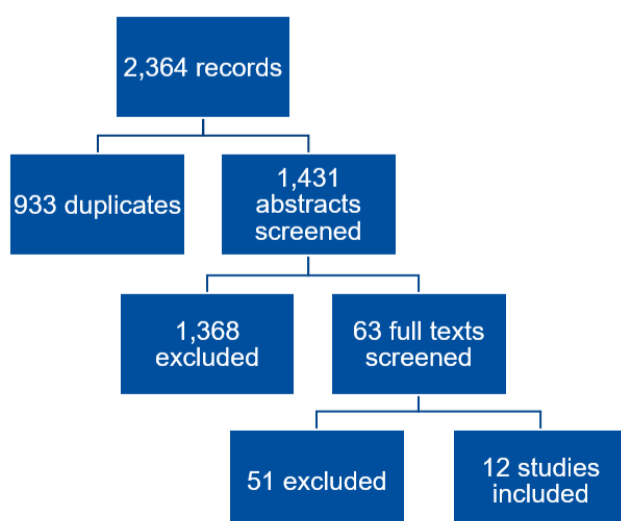 2,364 records
933 duplicates
1,431
abstracts
screened
1,368
excluded
63 full texts
screened
51 excluded
12 studies
included